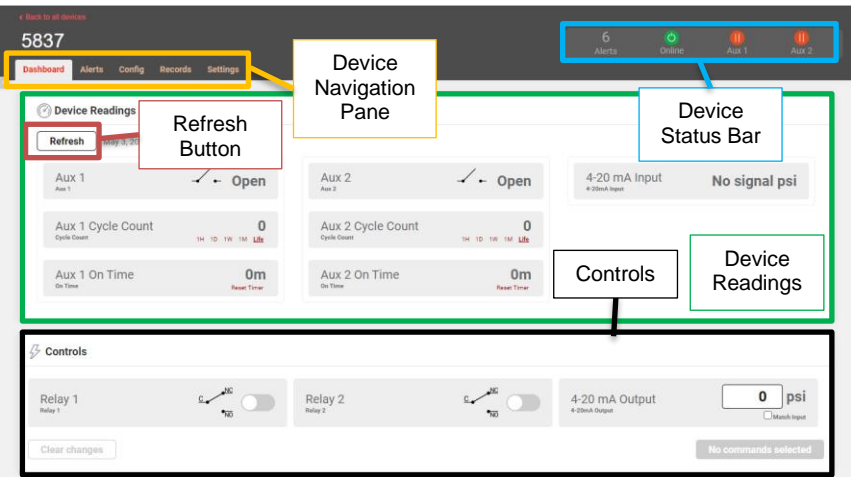 < Back to all devices
5837
6
Alerts
Online
Aux 1
Aux 2
Dashboard Alerts Config Records Settings
Device
Navigation
Pane
Device
Status Bar
Device Readings
Refresh
May 3, 20
Refresh
Button
Aux 1
Aux 1
Open
Aux 2
Aux 2
Open
4-20 mA Input
4-20mA Input
No signal psi
Aux 1 Cycle Count
Cycle Count
0
1H 1D 1W 1M Life
Aux 2 Cycle Count
Cycle Count
0
1H 1D 1W 1M Life
Aux 1 On Time
On Time
0m
Reset Timer
Aux 2 On Time
On Time
0m
Reset Timer
Controls
Device
Readings
Controls
Relay 1
Relay 1
C
NC
NO
Relay 2
Relay 2
C
NC
NO
4-20 mA Output
4-20mA Output
0 psi
Match Input
Clear changes
No commands selected